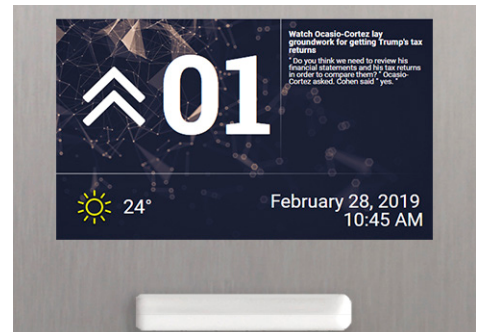 Watch Ocasio-Cortez lay
groundwork for getting Trump's tax
returns
" Do you think we need to review his
financial statements and his tax returns
in order to compare them? " Ocasio-
Cortez asked. Cohen said " yes. "
01
24°
February 28, 2019
10:45 AM